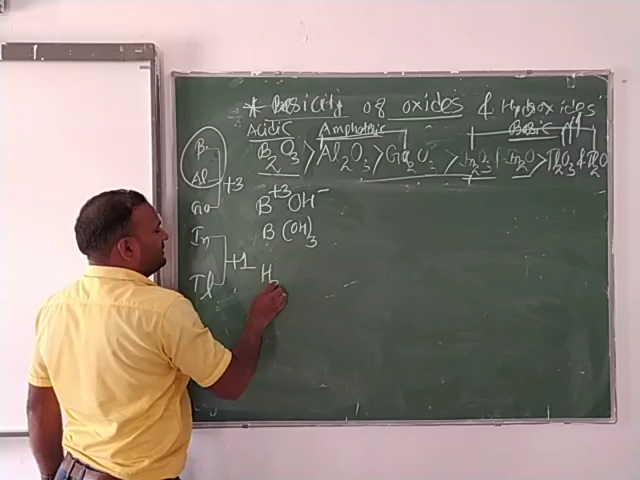 * Basicity of oxides & Hydroxides
Acidic Amphoteric Basic
B2O3 > Al2O3 > Ga2O3 > In2O3 & In2O > Tl2O3 & Tl2O
B
Al
Ga
+3
B+3 OH−
B(OH)3
In
Tl
+1
H